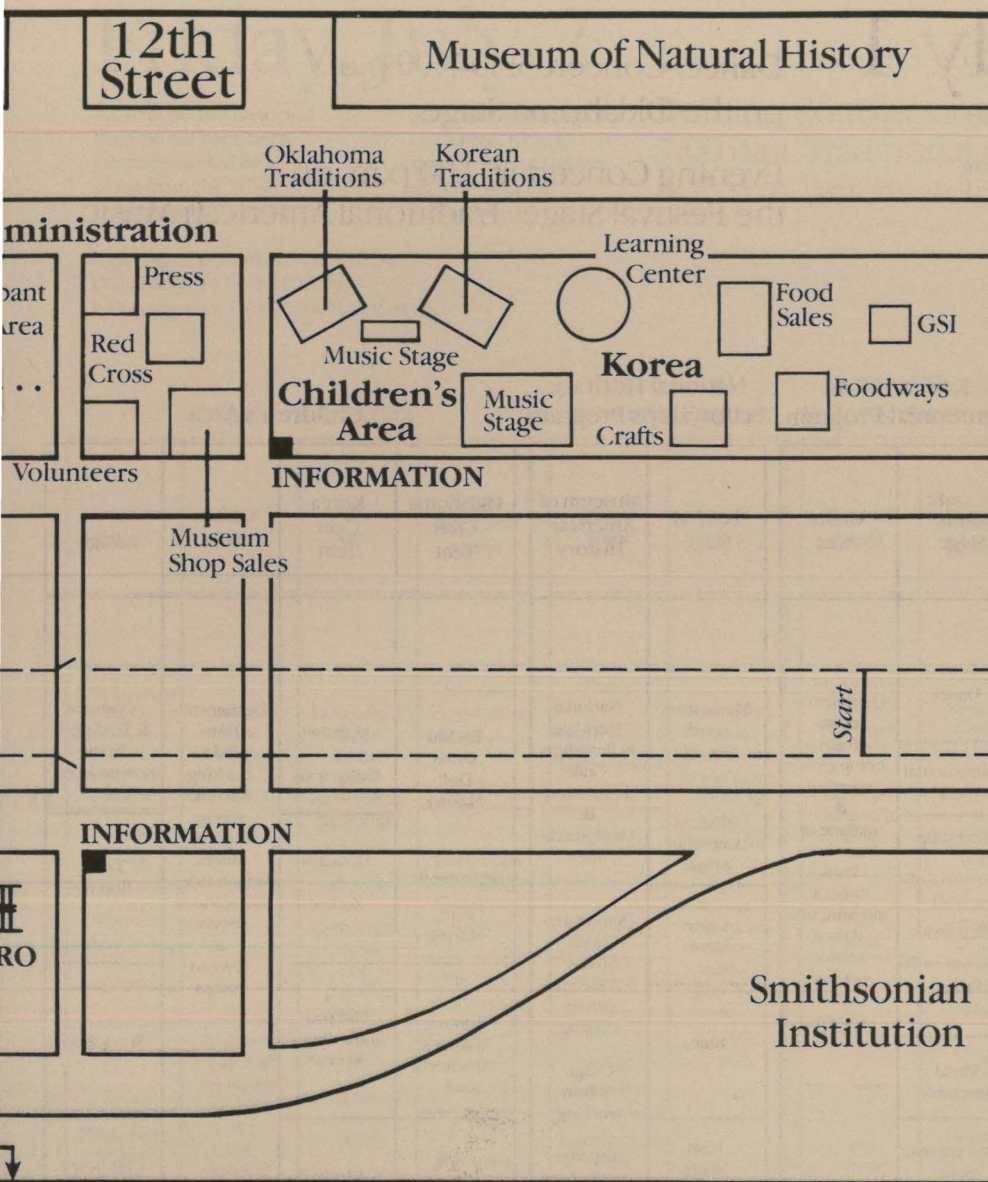 12th
Street
Museum of Natural History
Oklahoma
Traditions
Korean
Traditions
ministration
Learning
Center
pant
Area
Press
Food
Sales
GSI
Red
Cross
Music Stage
Korea
Children's
Area
Music
Stage
Foodways
Crafts
Volunteers
INFORMATION
Museum
Shop Sales
Start
INFORMATION
RO
Smithsonian
Institution